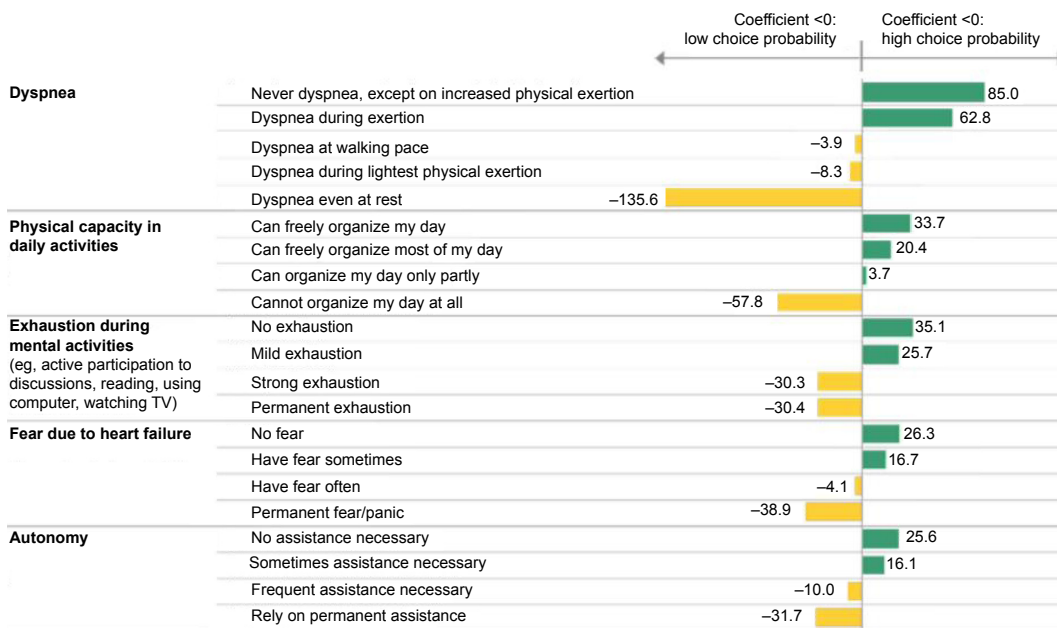 Coefficient <0:
low choice probability
Coefficient <0:
high choice probability
Dyspnea
Never dyspnea, except on increased physical exertion
85.0
Dyspnea during exertion
62.8
Dyspnea at walking pace
–3.9
Dyspnea during lightest physical exertion
–8.3
Dyspnea even at rest
–135.6
Physical capacity in
daily activities
Can freely organize my day
33.7
Can freely organize most of my day
20.4
Can organize my day only partly
3.7
Cannot organize my day at all
–57.8
Exhaustion during
mental activities
(eg, active participation to
discussions, reading, using
computer, watching TV)
No exhaustion
35.1
Mild exhaustion
25.7
Strong exhaustion
–30.3
Permanent exhaustion
–30.4
Fear due to heart failure
No fear
26.3
Have fear sometimes
16.7
Have fear often
–4.1
Permanent fear/panic
–38.9
Autonomy
No assistance necessary
25.6
Sometimes assistance necessary
16.1
Frequent assistance necessary
–10.0
Rely on permanent assistance
–31.7